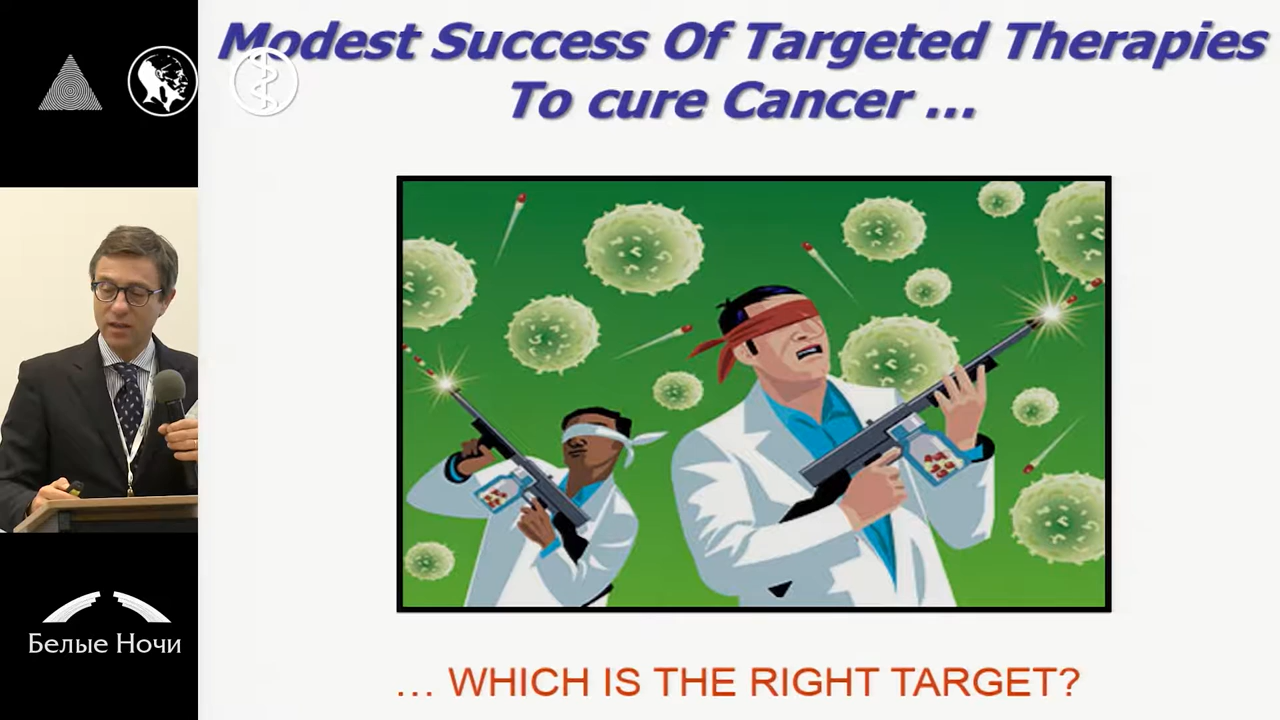 Modest Success Of Targeted Therapies
To cure Cancer ...
Белые Ночи
... WHICH IS THE RIGHT TARGET?